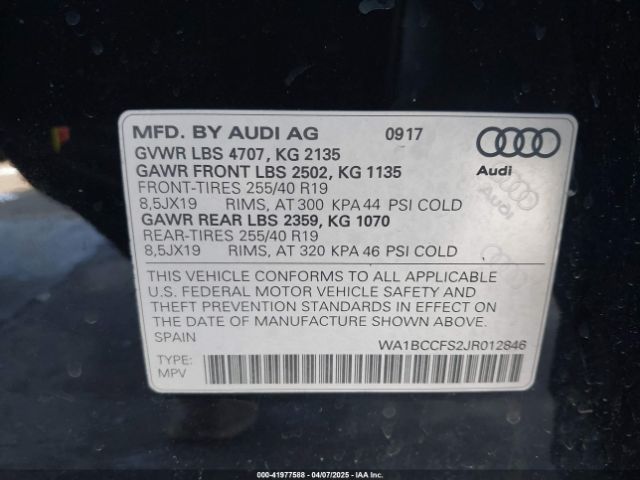 MFD. BY AUDI AG 0917
GVWR LBS 4707, KG 2135
GAWR FRONT LBS 2502, KG 1135
FRONT-TIRES 255/40 R19
8,5JX19 RIMS, AT 300 KPA 44 PSI COLD
GAWR REAR LBS 2359, KG 1070
REAR-TIRES 255/40 R19
8,5JX19 RIMS, AT 320 KPA 46 PSI COLD
Audi
Audi
THIS VEHICLE CONFORMS TO ALL APPLICABLE
U.S. FEDERAL MOTOR VEHICLE SAFETY AND
THEFT PREVENTION STANDARDS IN EFFECT ON
THE DATE OF MANUFACTURE SHOWN ABOVE.
SPAIN WA1BCCFS2JR012846
TYPE:
MPV
000-41977588 - 04/07/2025 - IAAI, Inc.